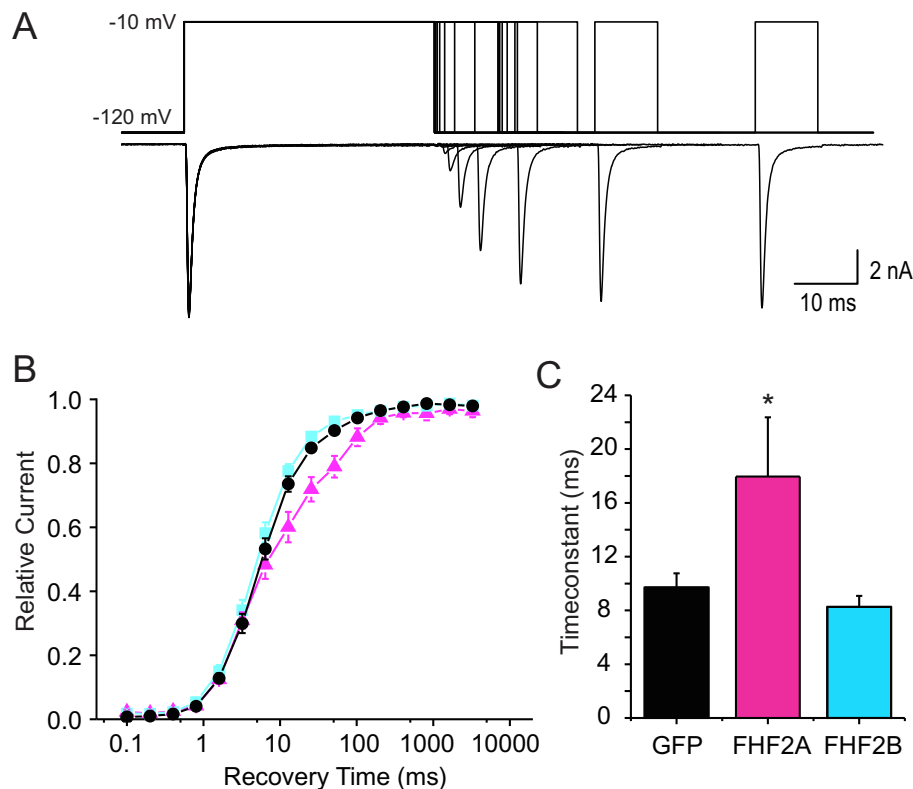 A
-10 mV
-120 mV
2 nA
10 ms
B
1.0
0.8
0.6
0.4
0.2
0.0
Relative Current
0.1
1
10
100
1000
10000
Recovery Time (ms)
C
24
20
16
12
8
4
0
Timeconstant (ms)
*
GFP
FHF2A
FHF2B